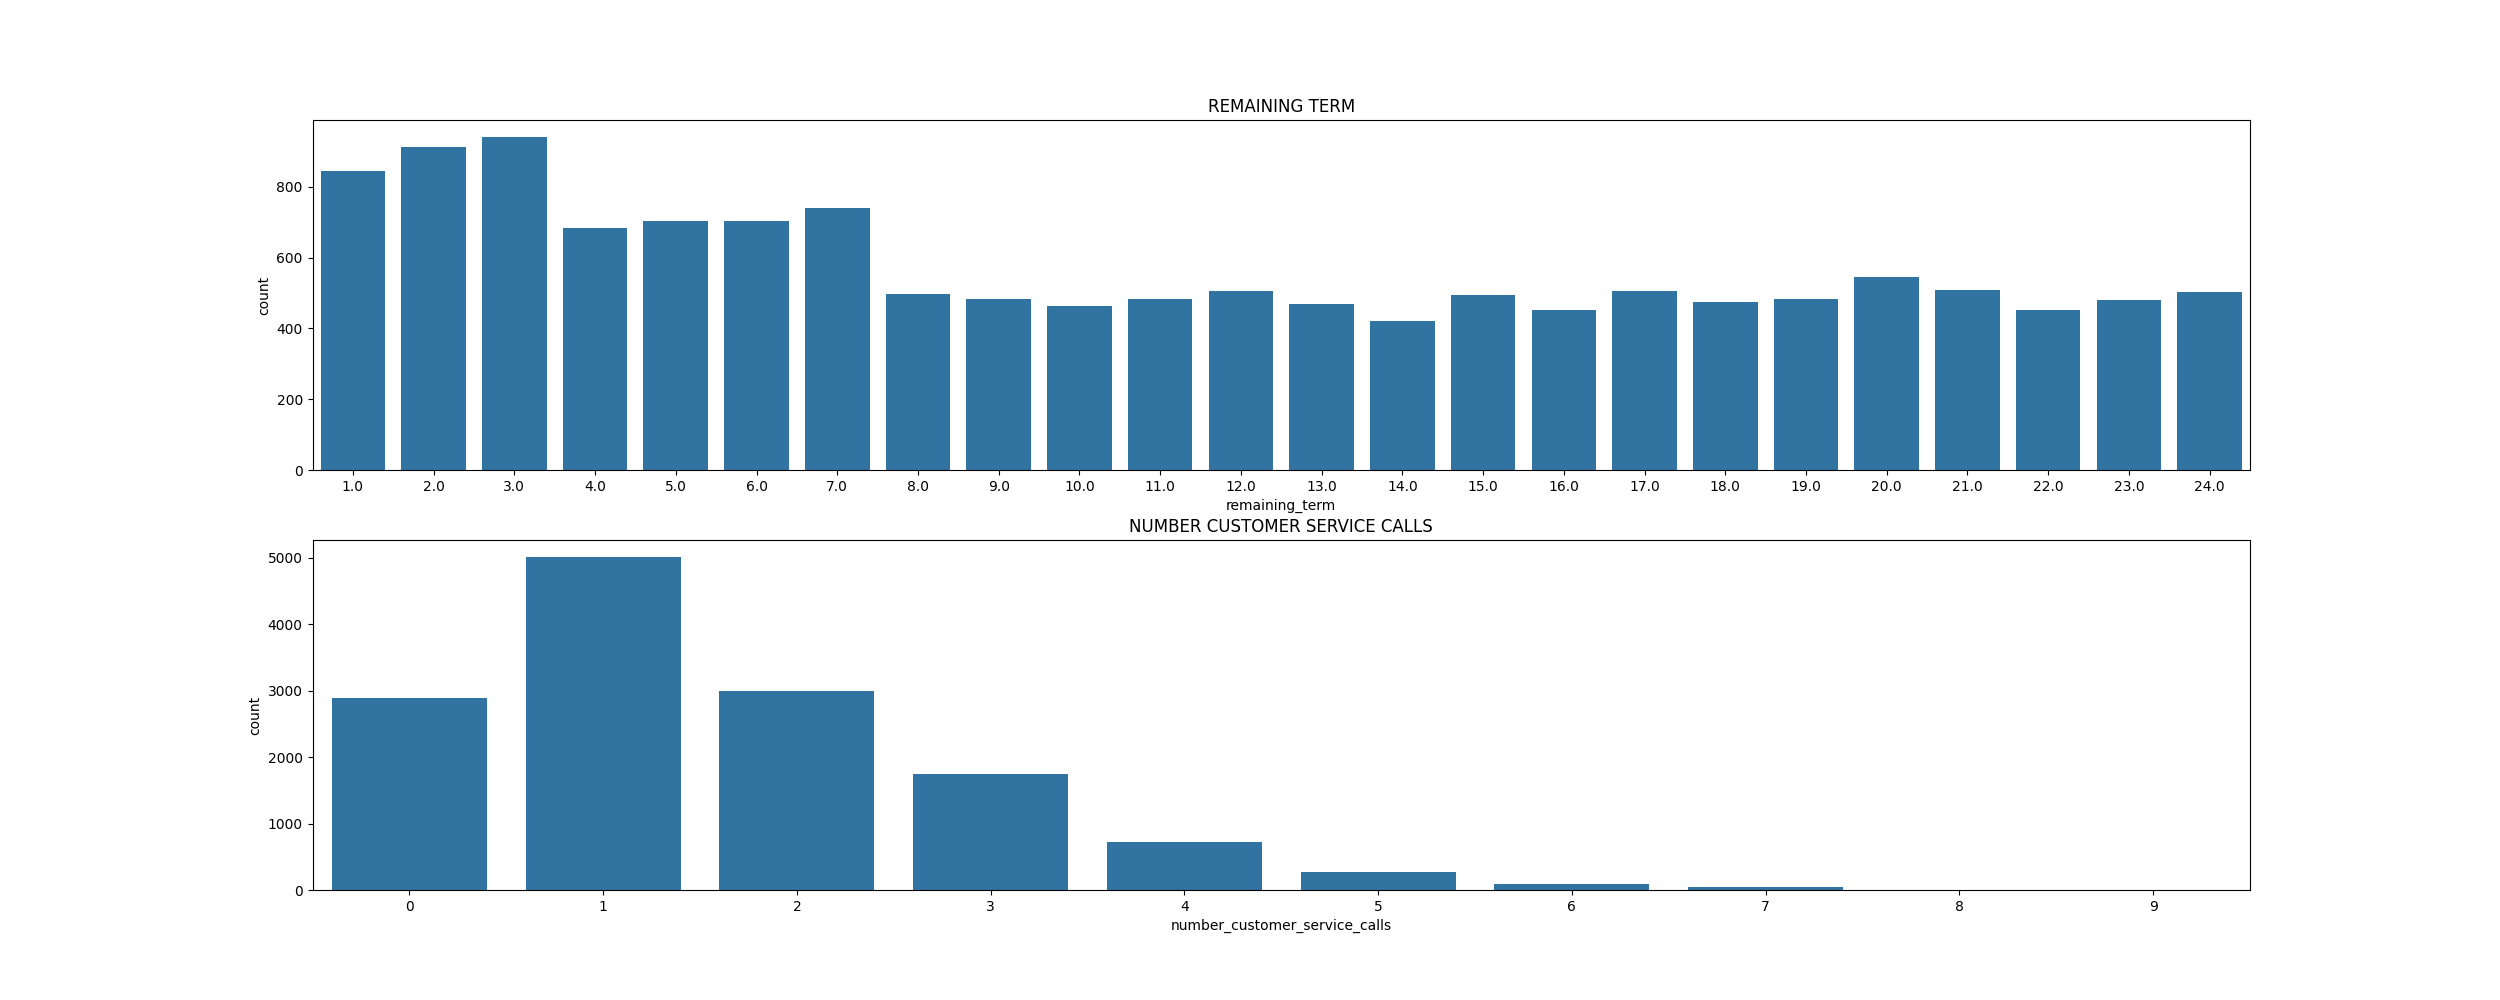 REMAINING TERM
800
600
400
200
0
count
1.0 2.0 3.0 4.0 5.0 6.0 7.0 8.0 9.0 10.0 11.0 12.0 13.0 14.0 15.0 16.0 17.0 18.0 19.0 20.0 21.0 22.0 23.0 24.0
remaining_term
NUMBER CUSTOMER SERVICE CALLS
5000
4000
3000
2000
1000
0
count
0 1 2 3 4 5 6 7 8 9
number_customer_service_calls